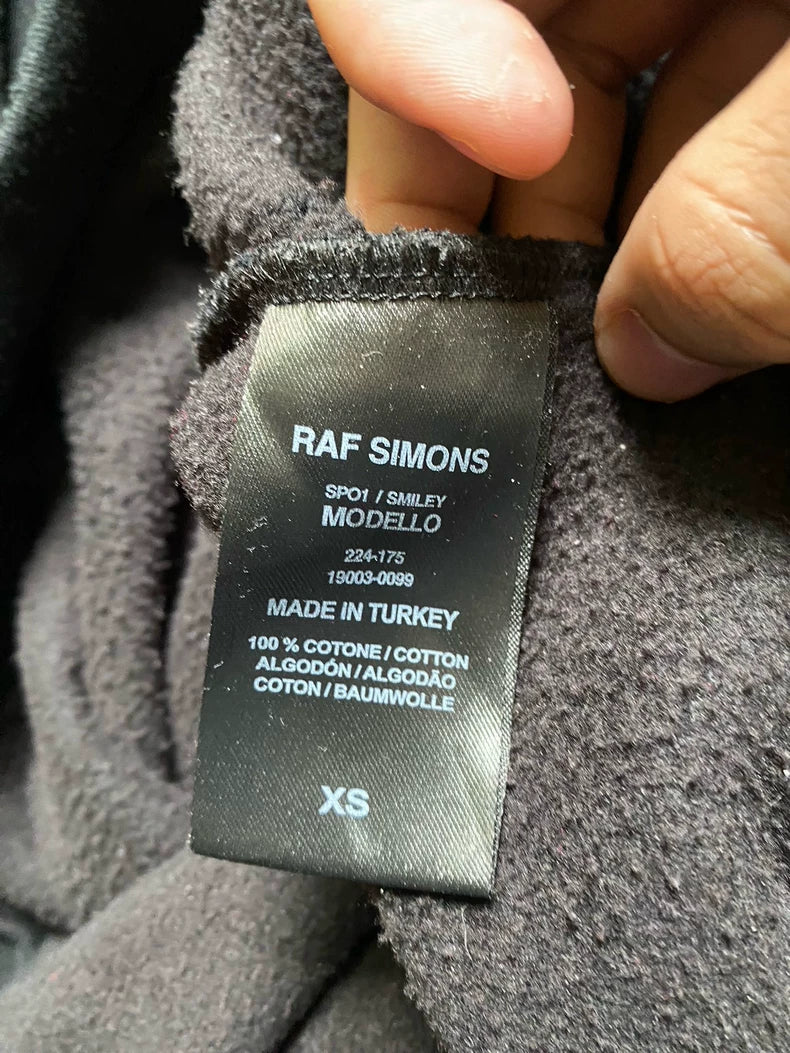 RAF SIMONS
SP01 / SMILEY
MODELLO
224-175
19003-0099
MADE IN TURKEY
100 % COTONE / COTTON
ALGODÓN / ALGODÃO
COTON / BAUMWOLLE
XS